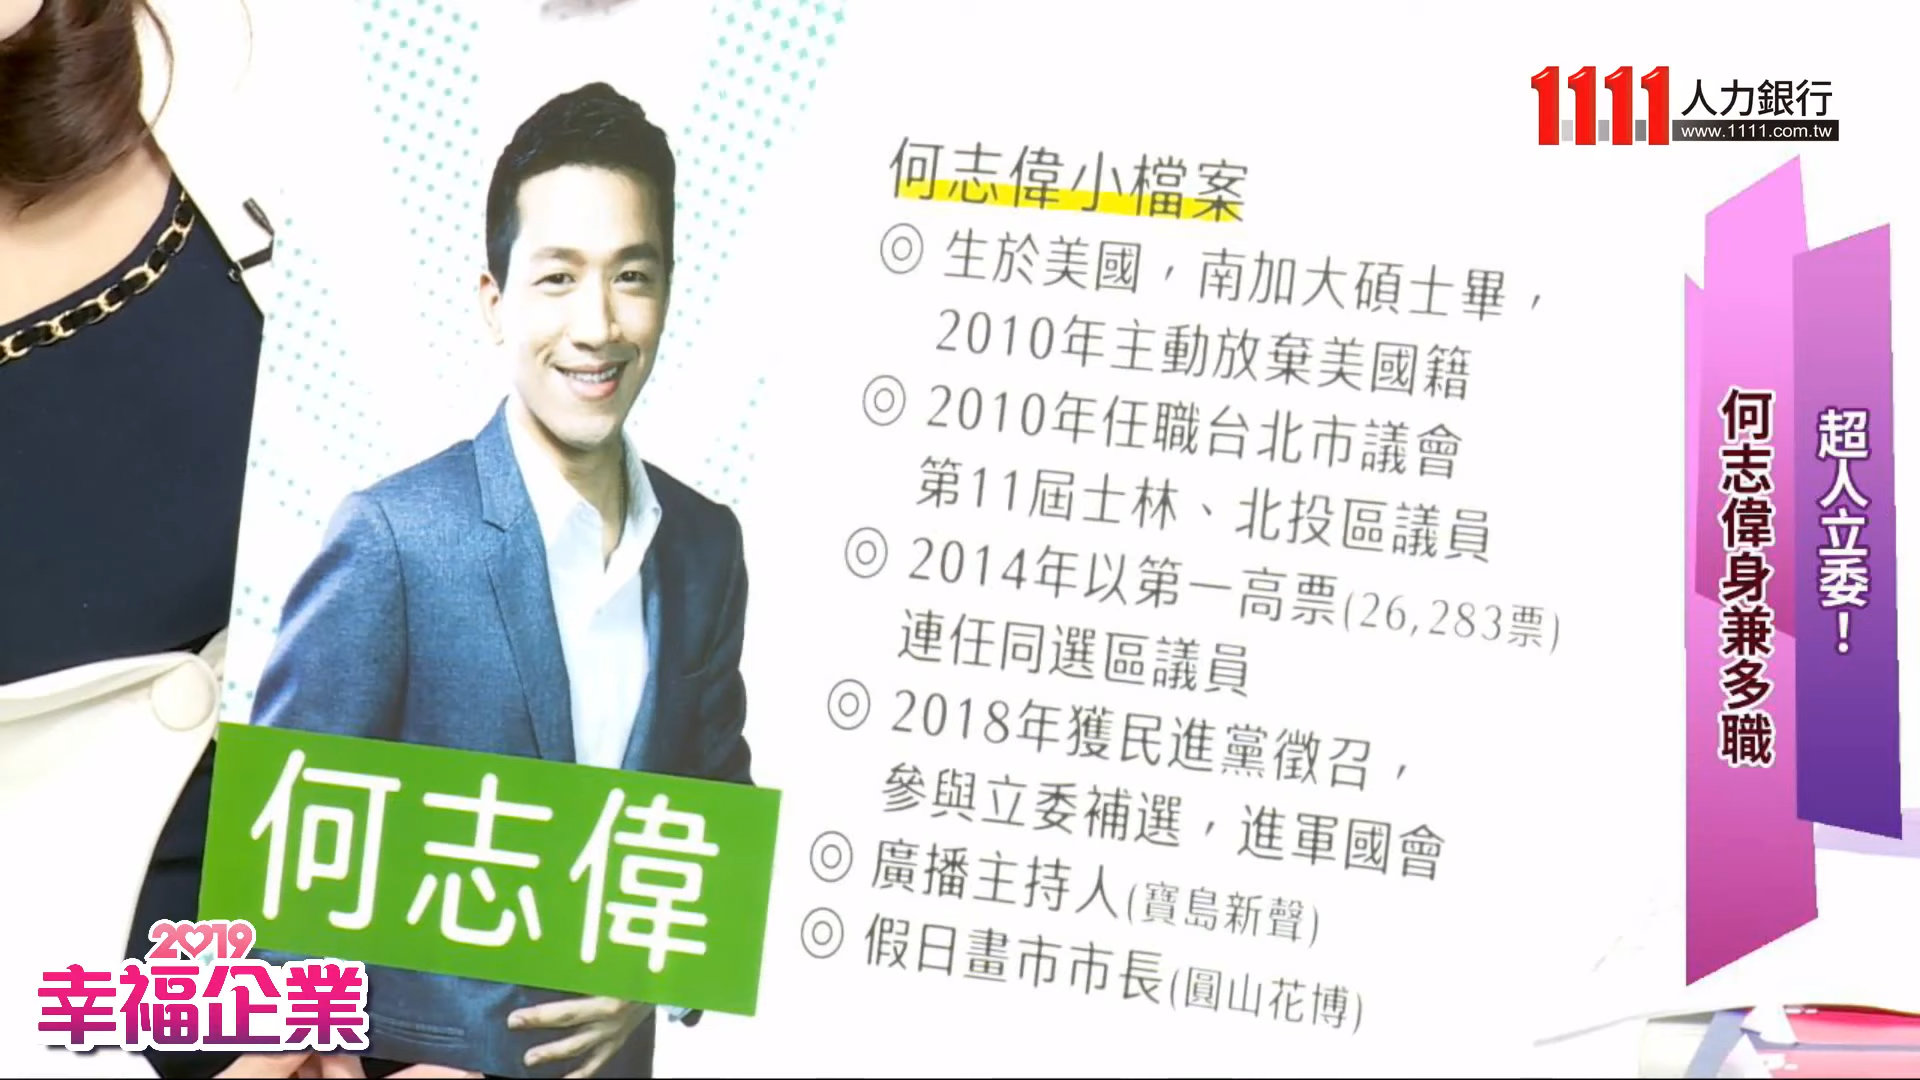 1111人力銀行
www.1111.com.tw
何志偉小檔案
◎ 生於美國，南加大碩士畢，
2010年主動放棄美國籍
◎ 2010年任職台北市議會
第11屆士林、北投區議員
◎ 2014年以第一高票(26,283票)
連任同選區議員
◎ 2018年獲民進黨徵召，
參與立委補選，進軍國會
◎ 廣播主持人(寶島新聲)
◎ 假日畫市市長(圓山花博)
何志偉
超人立委！
何志偉身兼多職
2019
幸福企業